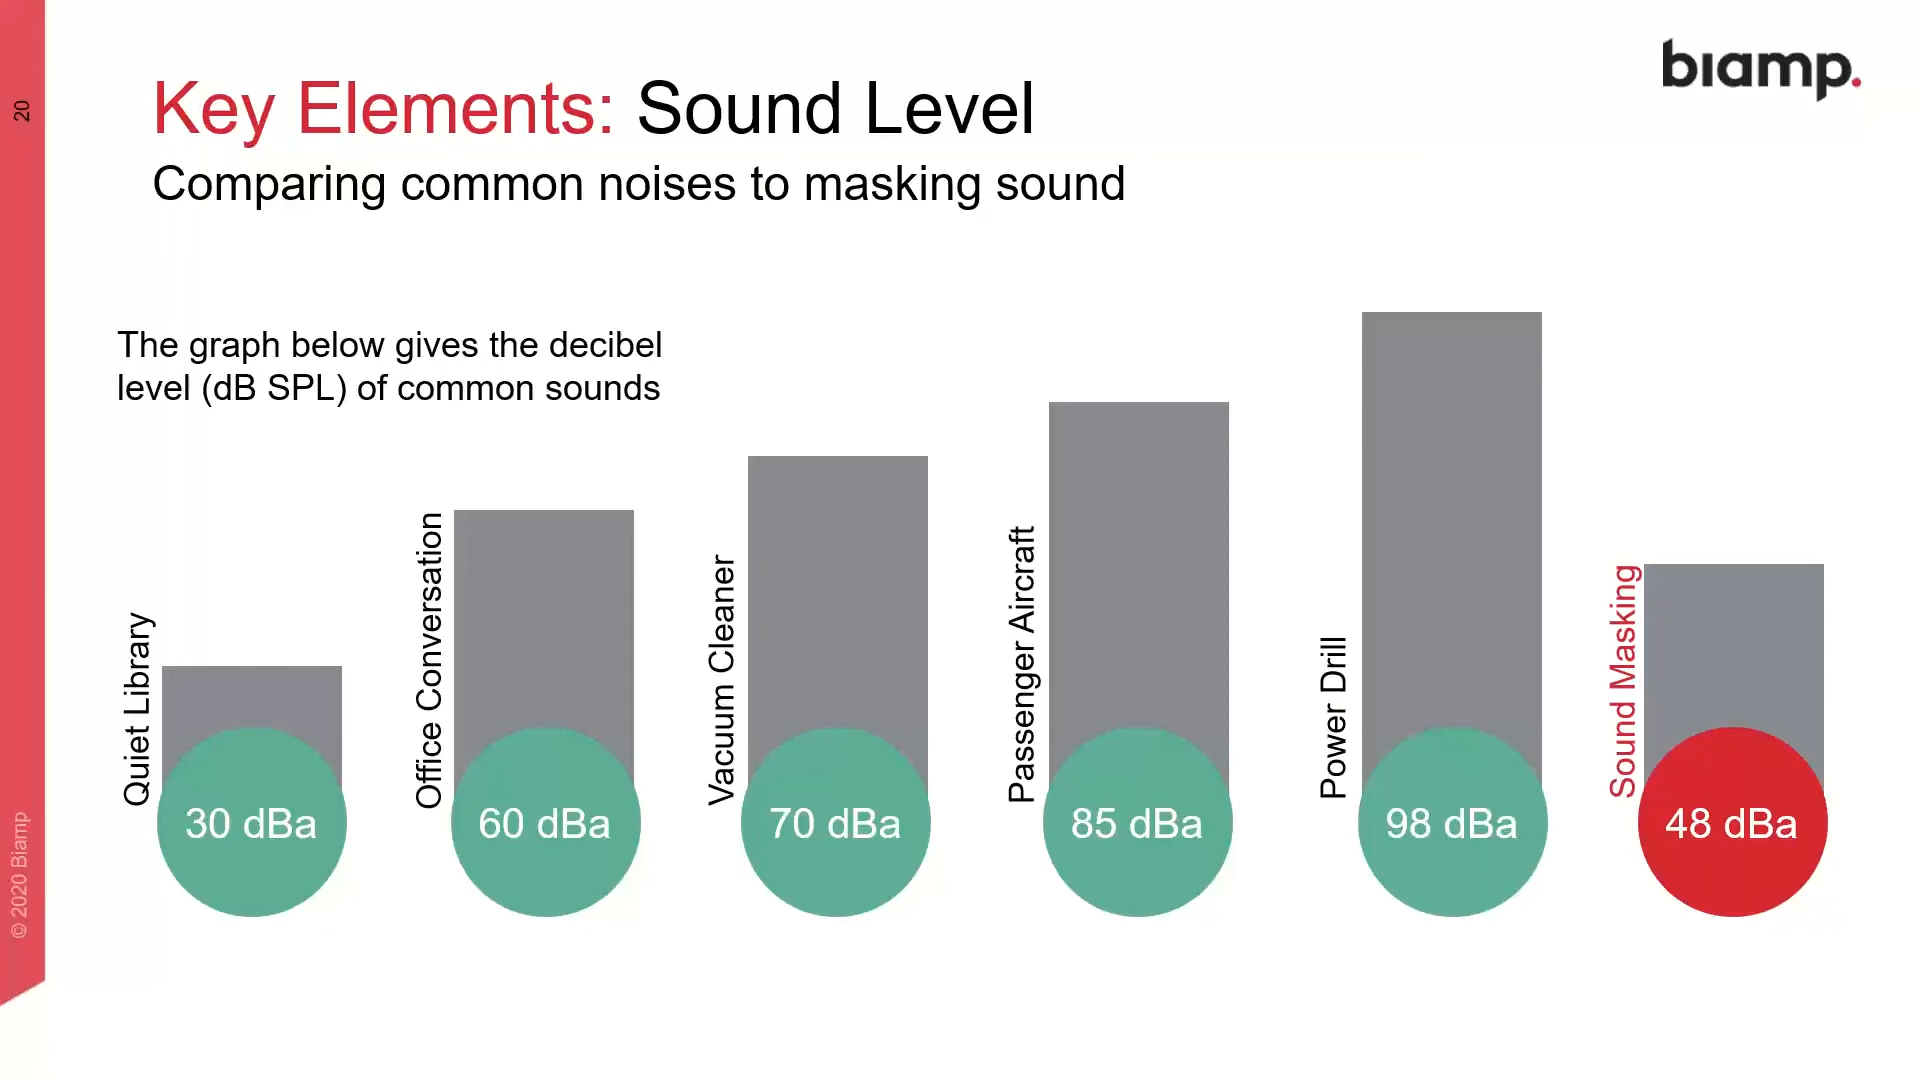 20
Key Elements: Sound Level
biamp.
Comparing common noises to masking sound
The graph below gives the decibel
level (dB SPL) of common sounds
Quiet Library
30 dBa
Office Conversation
60 dBa
Vacuum Cleaner
70 dBa
Passenger Aircraft
85 dBa
Power Drill
98 dBa
Sound Masking
48 dBa
© 2020 Biamp